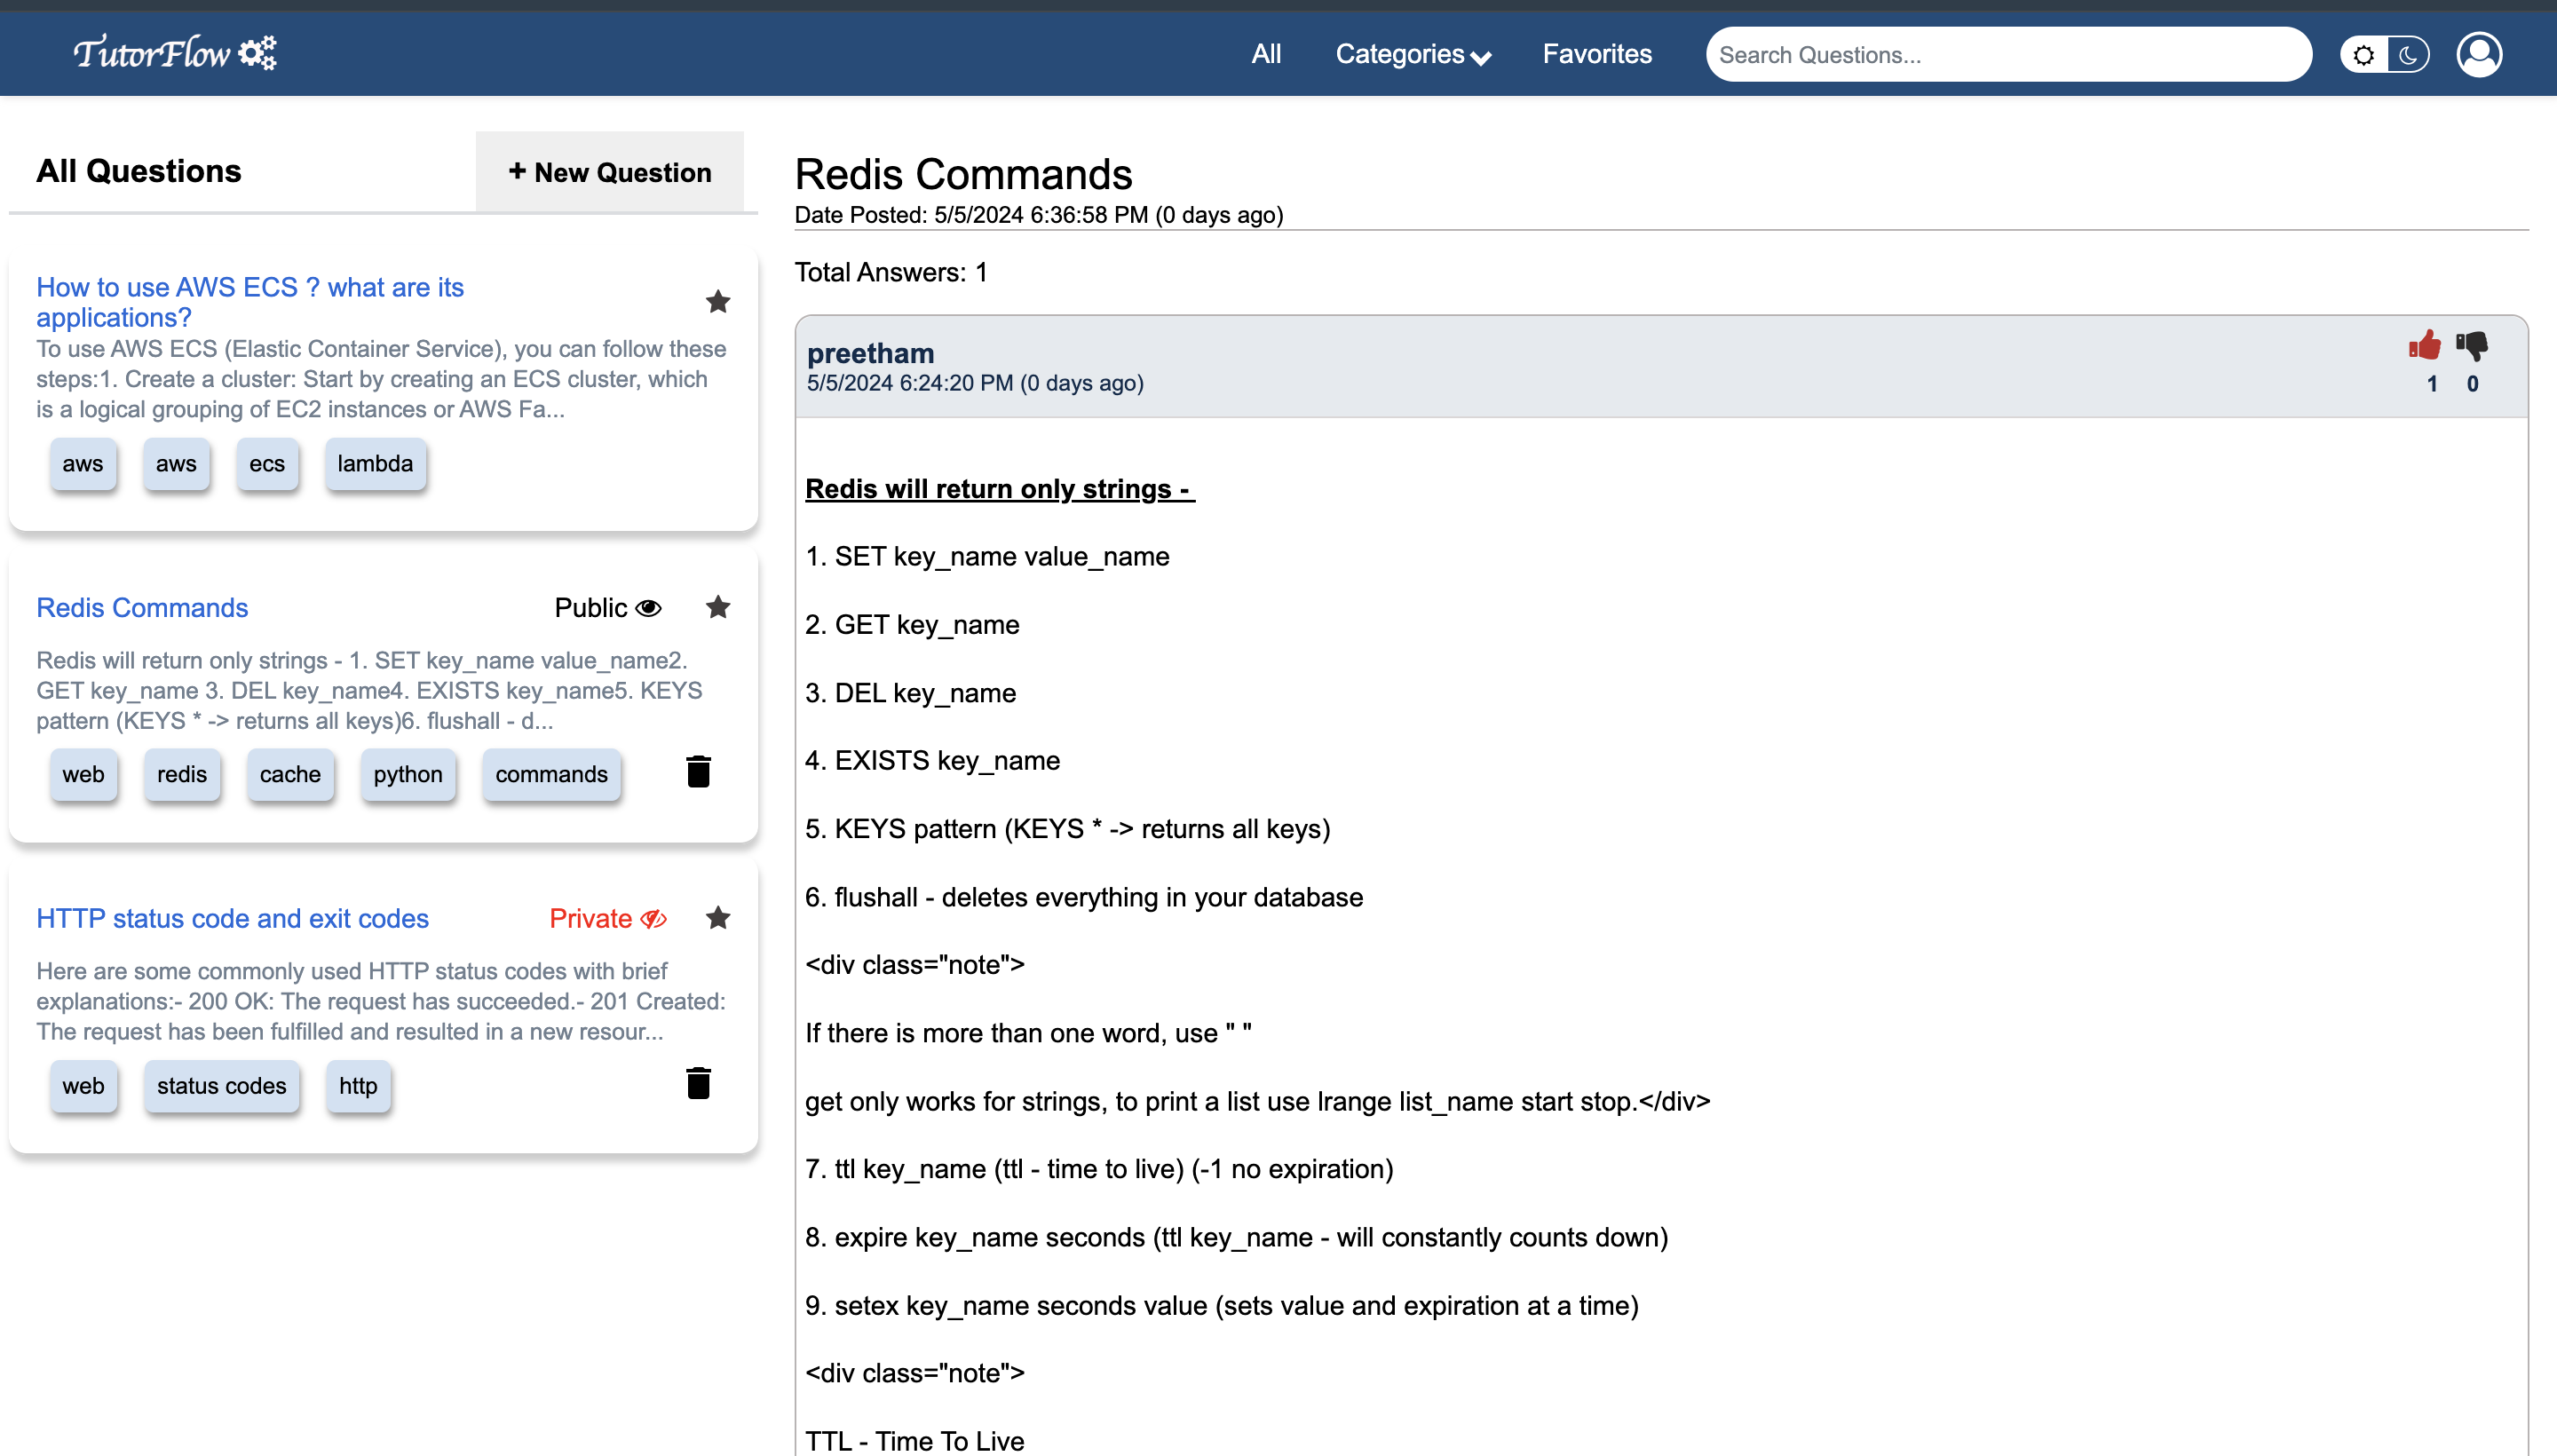 TutorFlow
All
Categories
Favorites
Search Questions...
All Questions
+ New Question
How to use AWS ECS ? what are its
applications?
To use AWS ECS (Elastic Container Service), you can follow these
steps:1. Create a cluster: Start by creating an ECS cluster, which
is a logical grouping of EC2 instances or AWS Fa...
aws aws ecs lambda
Redis Commands
Public
Redis will return only strings - 1. SET key_name value_name2.
GET key_name 3. DEL key_name4. EXISTS key_name5. KEYS
pattern (KEYS * -> returns all keys)6. flushall - d...
web redis cache python commands
HTTP status code and exit codes
Private
Here are some commonly used HTTP status codes with brief
explanations:- 200 OK: The request has succeeded.- 201 Created:
The request has been fulfilled and resulted in a new resour...
web status codes http
Redis Commands
Date Posted: 5/5/2024 6:36:58 PM (0 days ago)
Total Answers: 1
preetham
5/5/2024 6:24:20 PM (0 days ago)
1 0
Redis will return only strings -
1. SET key_name value_name
2. GET key_name
3. DEL key_name
4. EXISTS key_name
5. KEYS pattern (KEYS * -> returns all keys)
6. flushall - deletes everything in your database
<div class="note">
If there is more than one word, use " "
get only works for strings, to print a list use lrange list_name start stop.</div>
7. ttl key_name (ttl - time to live) (-1 no expiration)
8. expire key_name seconds (ttl key_name - will constantly counts down)
9. setex key_name seconds value (sets value and expiration at a time)
<div class="note">
TTL - Time To Live